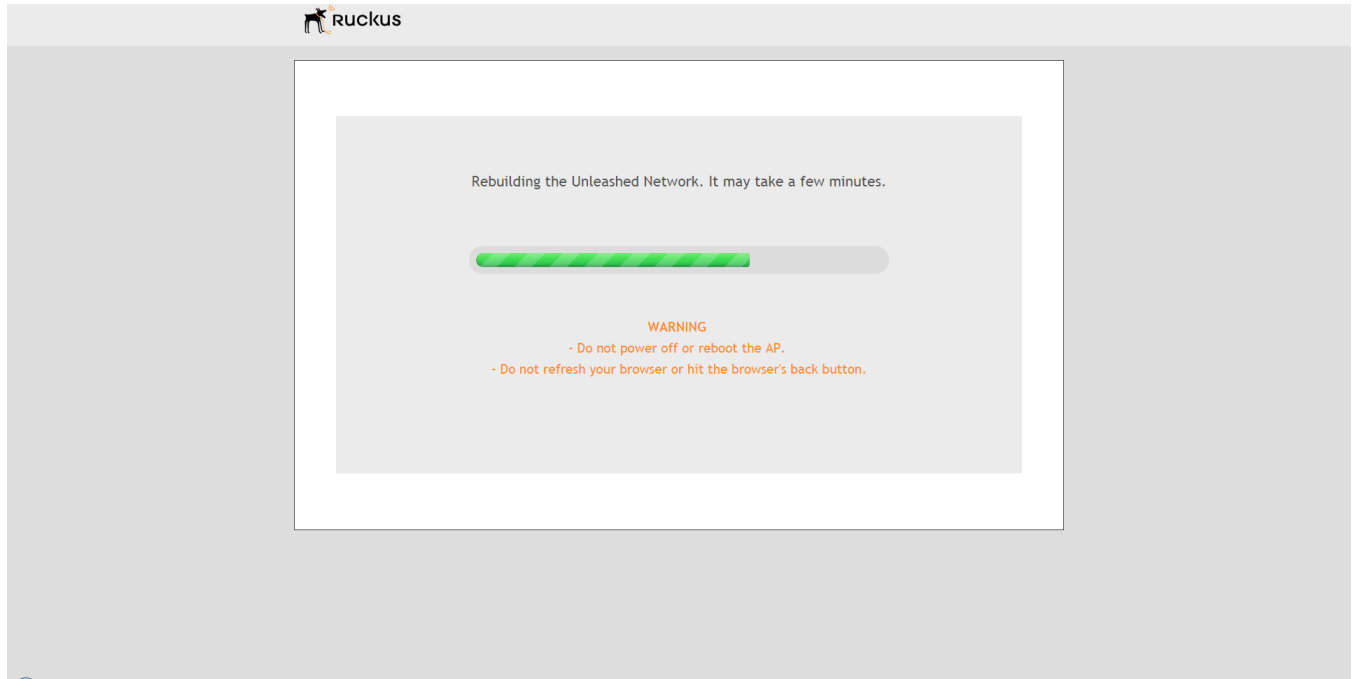 Ruckus
Rebuilding the Unleashed Network. It may take a few minutes.
WARNING
- Do not power off or reboot the AP.
- Do not refresh your browser or hit the browser's back button.